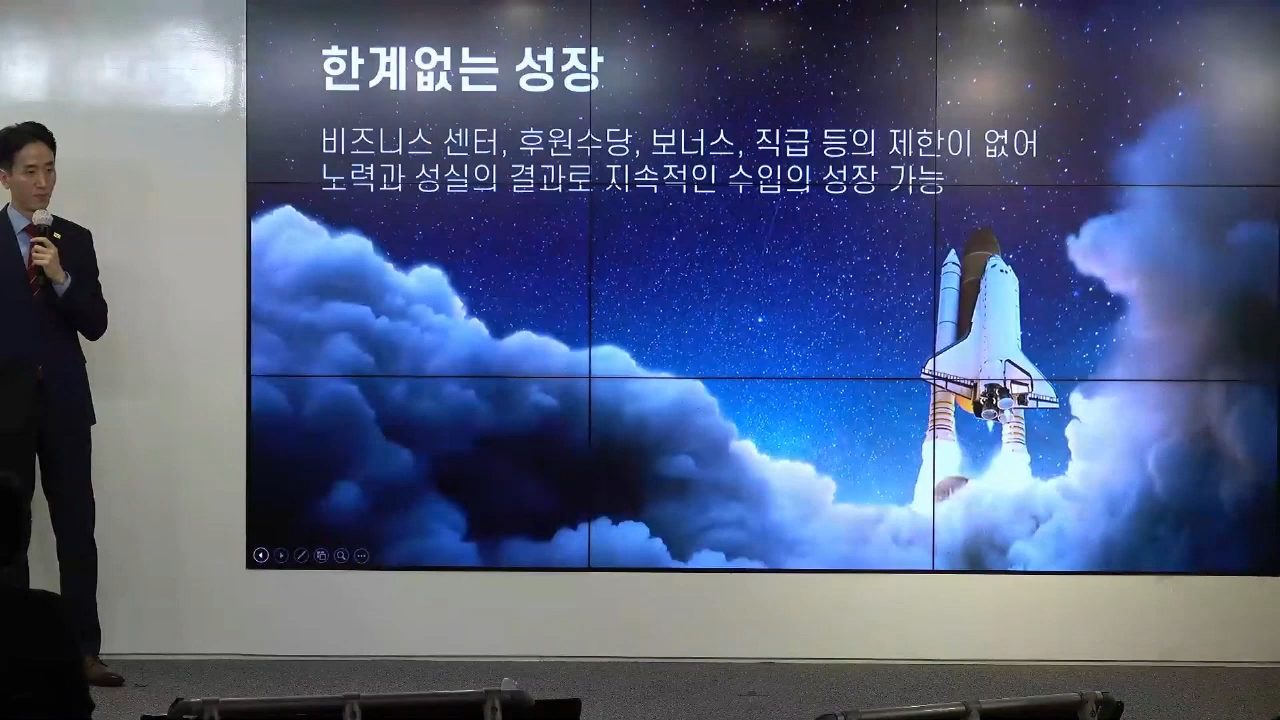 한계없는 성장
비즈니스 센터, 후원수당, 보너스, 직급 등의 제한이 없어
노력과 성실의 결과로 지속적인 수입의 성장 가능